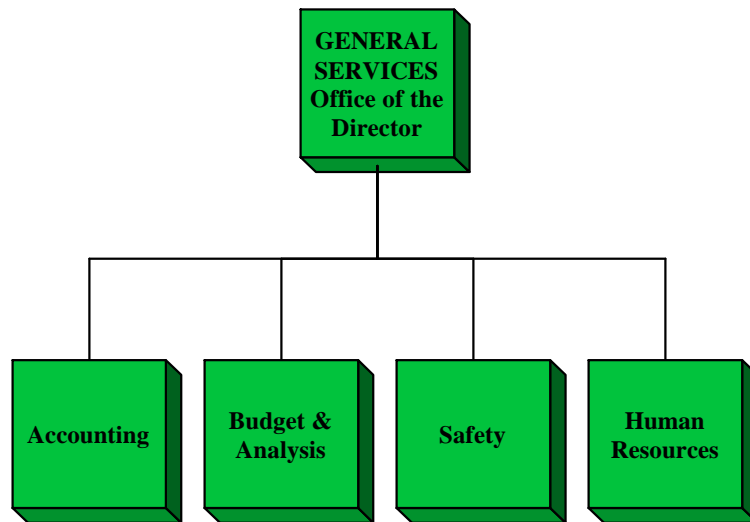 GENERAL
SERVICES
Office of the
Director
Accounting
Budget &
Analysis
Safety
Human
Resources